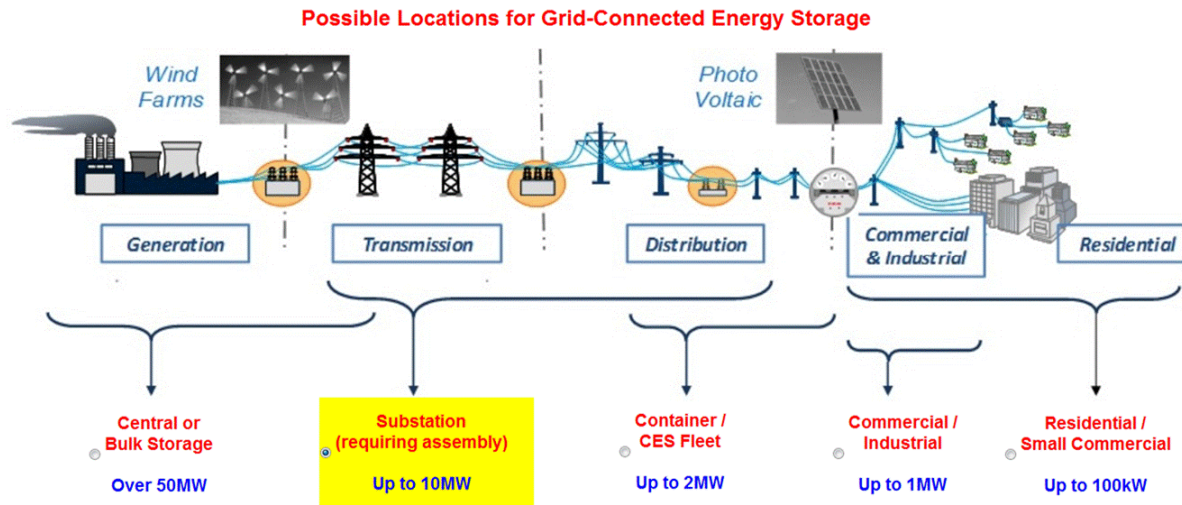 Possible Locations for Grid-Connected Energy Storage
Wind
Farms
Photo
Voltaic
Generation
Transmission
Distribution
Commercial
& Industrial
Residential
Central or
Bulk Storage
Over 50MW
Substation
(requiring assembly)
Up to 10MW
Container /
CES Fleet
Up to 2MW
Commercial /
Industrial
Up to 1MW
Residential /
Small Commercial
Up to 100kW